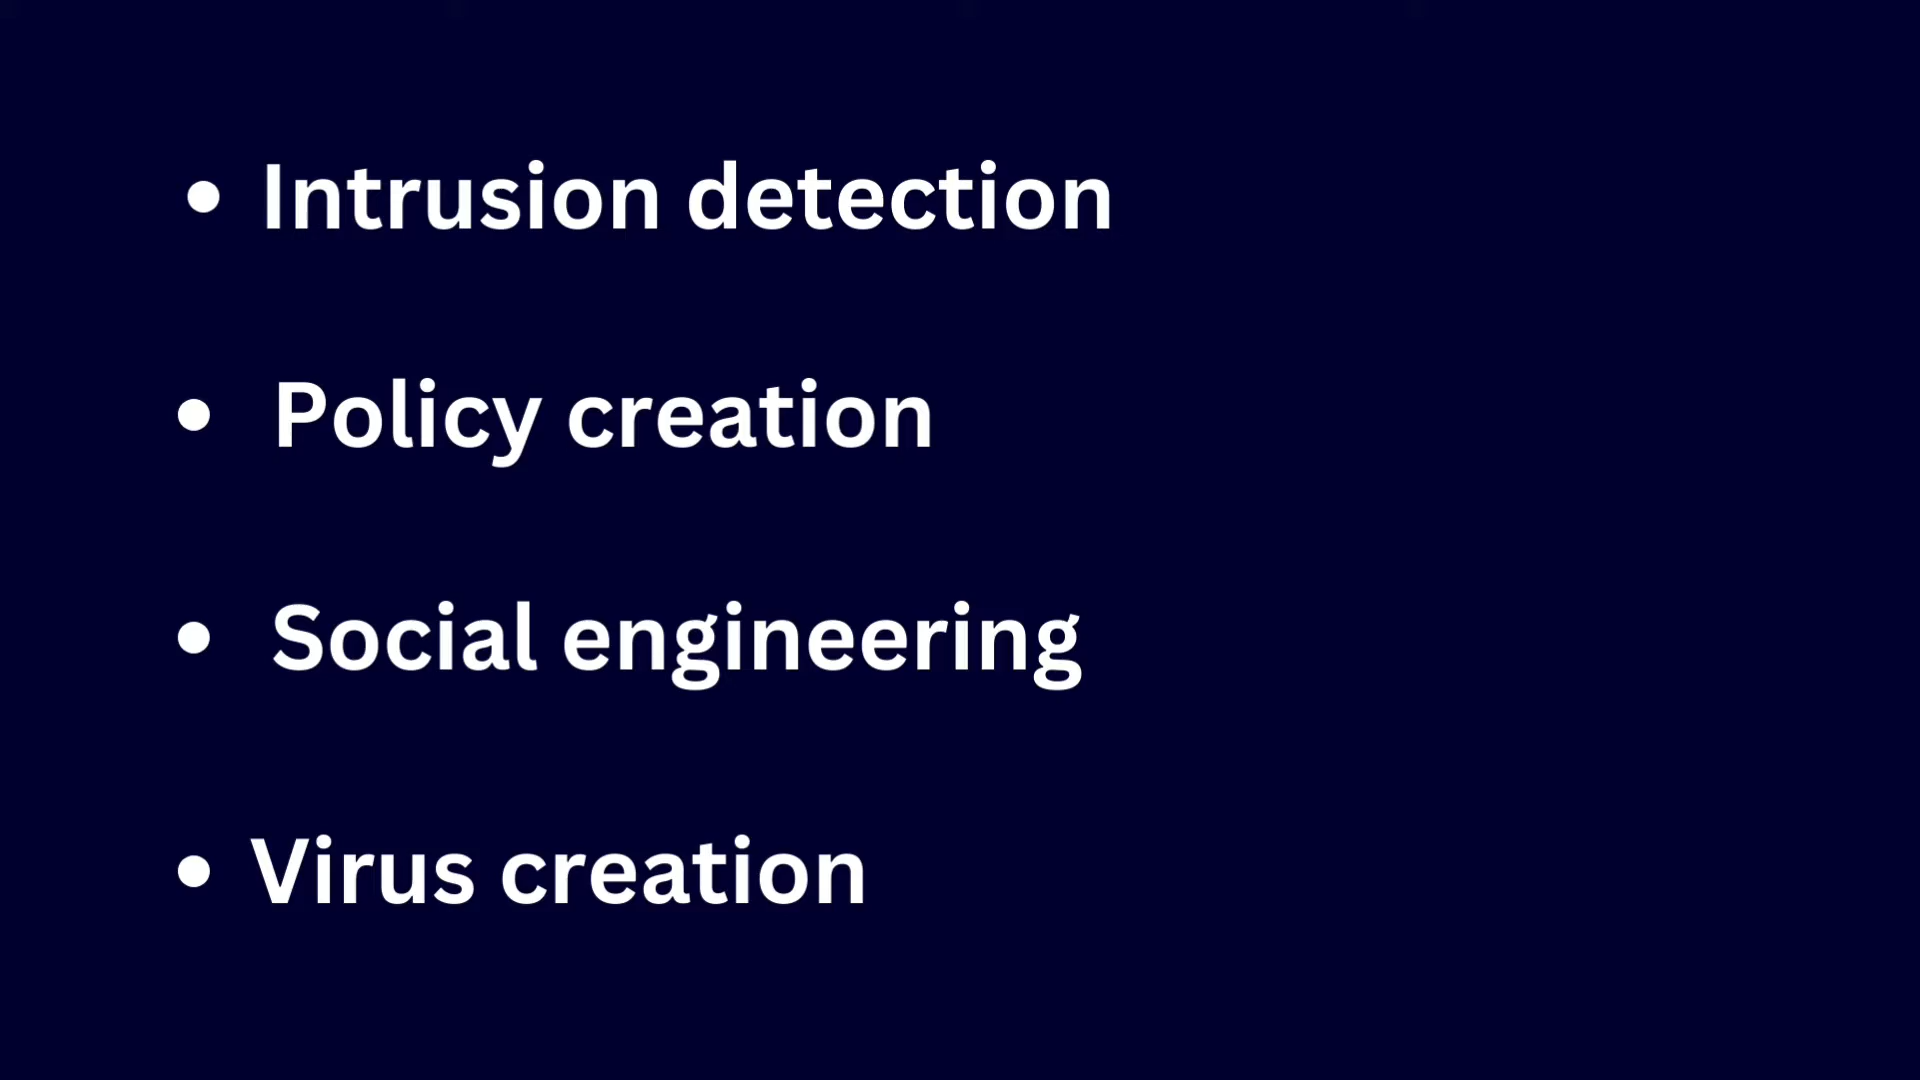 • Intrusion detection
• Policy creation
• Social engineering
• Virus creation